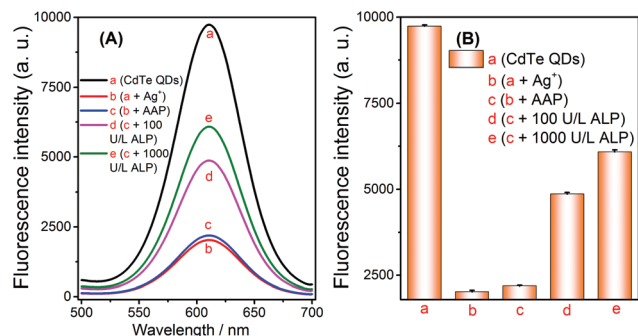 (A)
Fluorescence intensity (a. u.)
10000
7500
5000
2500
0
500
550
600
650
700
Wavelength / nm
a (CdTe QDs)
b (a + Ag⁺)
c (b + AAP)
d (c + 100
U/L ALP)
e (c + 1000
U/L ALP)
a
e
d
c
b
(B)
Fluorescence intensity (a. u.)
10000
7500
5000
2500
a (CdTe QDs)
b (a + Ag⁺)
c (b + AAP)
d (c + 100 U/L ALP)
e (c + 1000 U/L ALP)
a
b
c
d
e